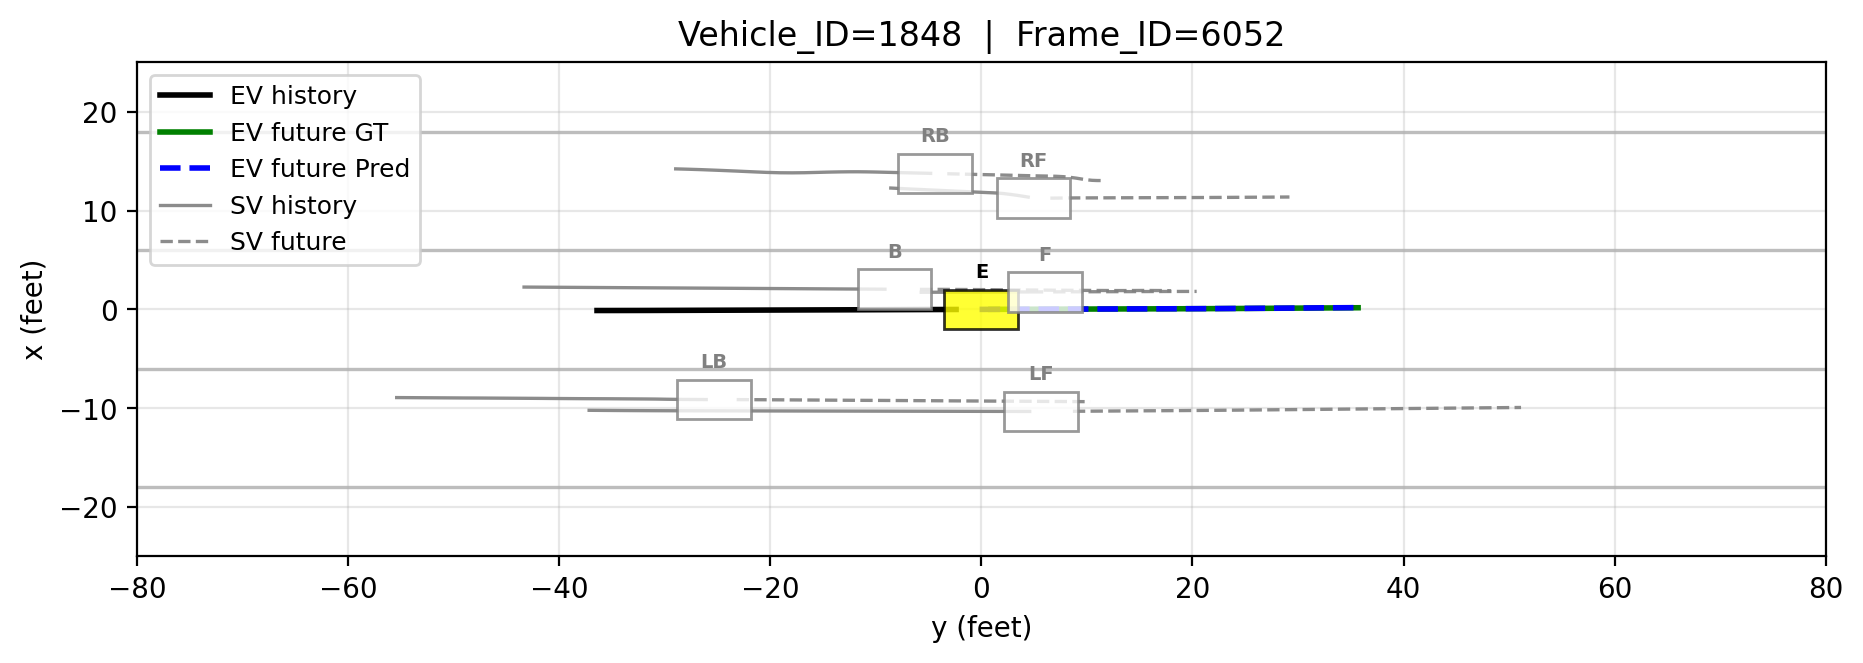 Vehicle_ID=1848 | Frame_ID=6052
EV history
EV future GT
EV future Pred
SV history
SV future
RB
RF
B
E
F
LB
LF
20
10
0
−10
−20
x (feet)
−80
−60
−40
−20
0
20
40
60
80
y (feet)